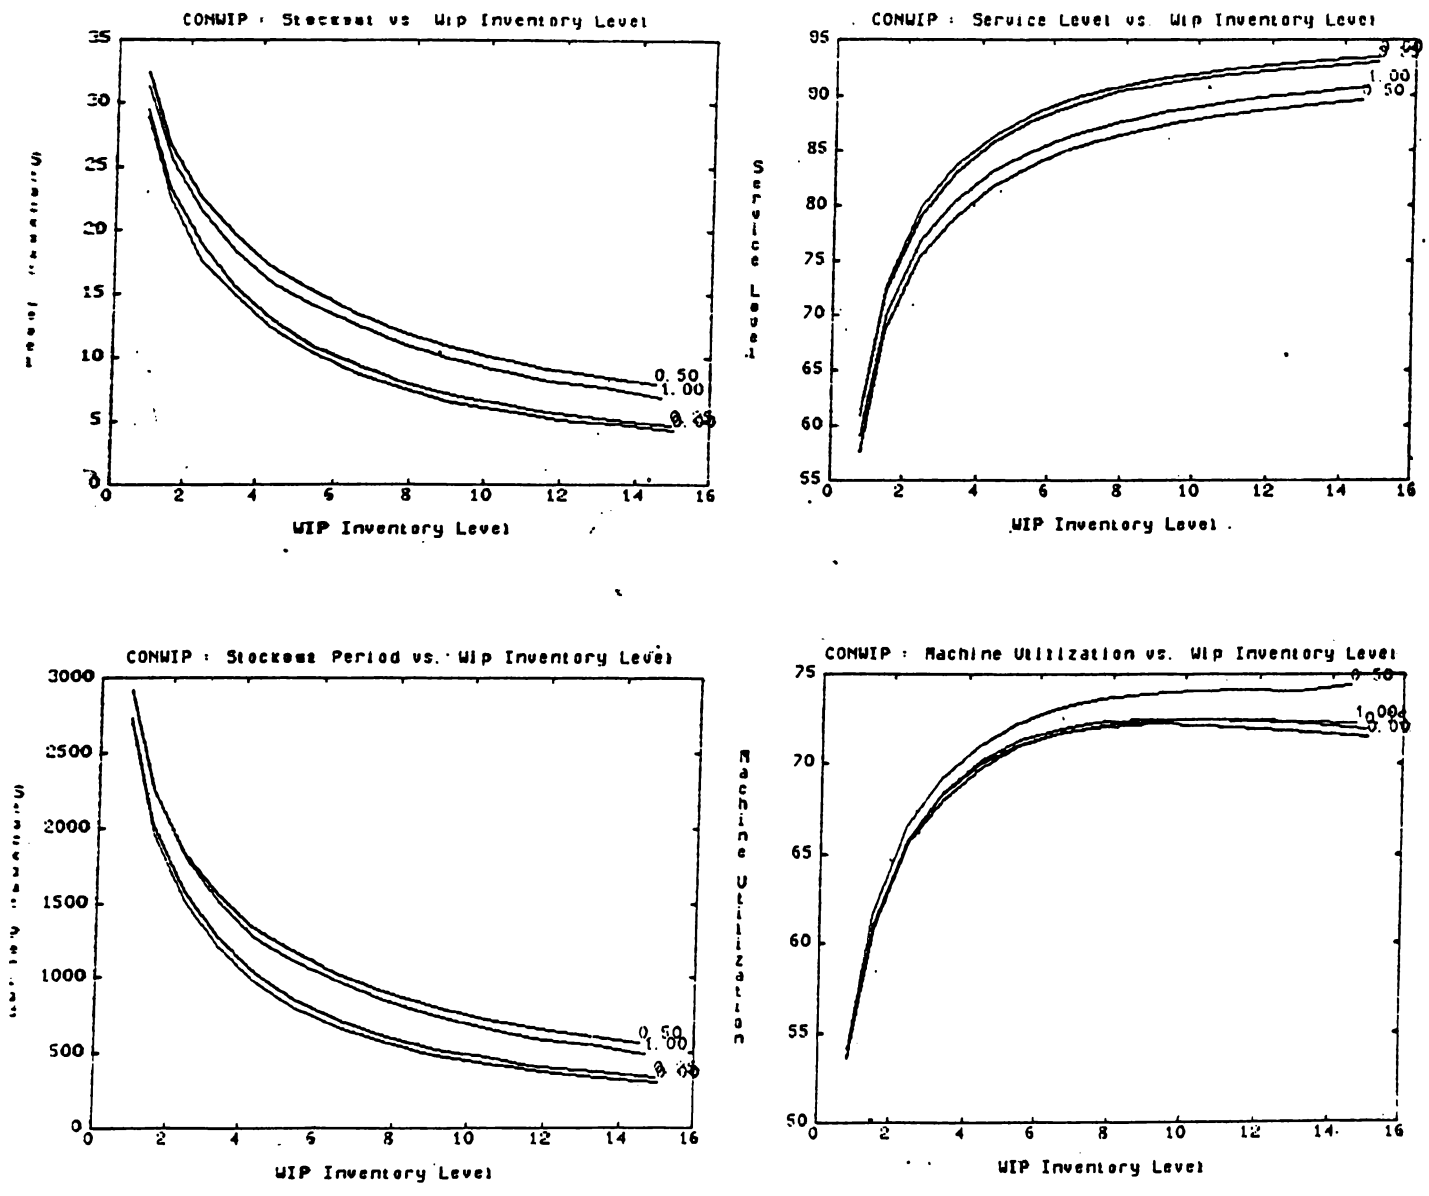 CONWIP : Stockout vs Wip Inventory Level
35
30
25
20
15
10
5
0
0.50
1.00
0 2 4 6 8 10 12 14 16
WIP Inventory Level
CONWIP : Service Level vs. Wip Inventory Level
95
90
85
80
75
70
65
60
55
Service Level
1.00
0.50
0 2 4 6 8 10 12 14 16
WIP Inventory Level
CONWIP : Stockout Period vs. Wip Inventory Level
3000
2500
2000
1500
1000
500
0
0.50
1.00
0 2 4 6 8 10 12 14 16
WIP Inventory Level
CONWIP : Machine Utilization vs. Wip Inventory Level
75
70
65
60
55
50
Machine Utilization
0.50
1.00
0.00
0 2 4 6 8 10 12 14 16
WIP Inventory Level